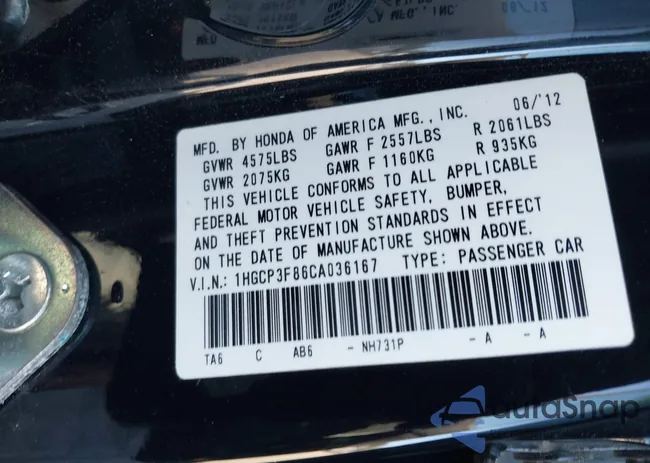 MFD. BY HONDA OF AMERICA MFG., INC. 06/'12
GVWR 4575LBS GAWR F 2557LBS R 2061LBS
GVWR 2075KG GAWR F 1160KG R 935KG
THIS VEHICLE CONFORMS TO ALL APPLICABLE
FEDERAL MOTOR VEHICLE SAFETY, BUMPER,
AND THEFT PREVENTION STANDARDS IN EFFECT
ON THE DATE OF MANUFACTURE SHOWN ABOVE.
V.I.N.: 1HGCP3F86CA036167 TYPE: PASSENGER CAR
TA6 C AB6 - NH731P - A - A
AuraSnap